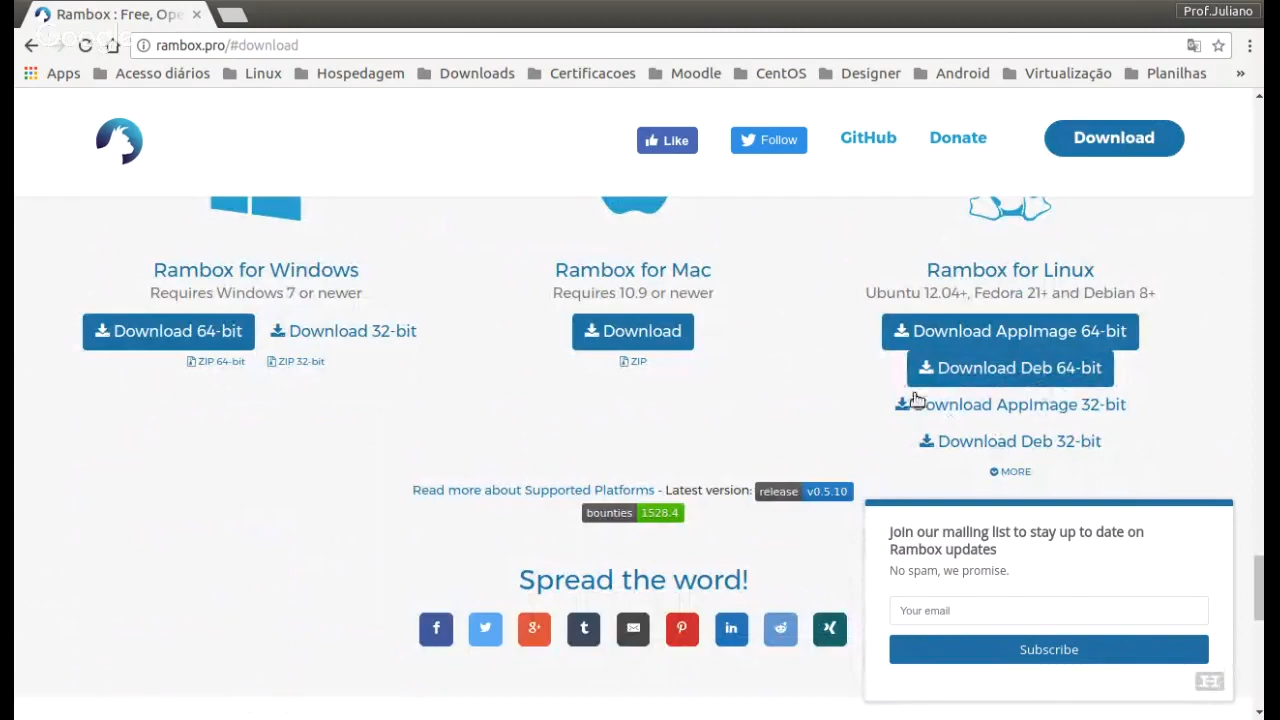 Rambox : Free, Ope
Prof.Juliano
Google
rambox.pro/#download
Apps Acesso diários Linux Hospedagem Downloads Certificacoes Moodle CentOS Designer Android Virtualização Planilhas »
Like Follow GitHub Donate Download
Rambox for Windows
Requires Windows 7 or newer
Download 64-bit Download 32-bit
ZIP 64-bit ZIP 32-bit
Rambox for Mac
Requires 10.9 or newer
Download
ZIP
Rambox for Linux
Ubuntu 12.04+, Fedora 21+ and Debian 8+
Download AppImage 64-bit
Download Deb 64-bit
Download AppImage 32-bit
Download Deb 32-bit
MORE
Read more about Supported Platforms - Latest version: release v0.5.10
bounties 1528.4
Spread the word!
Join our mailing list to stay up to date on
Rambox updates
No spam, we promise.
Your email
Subscribe